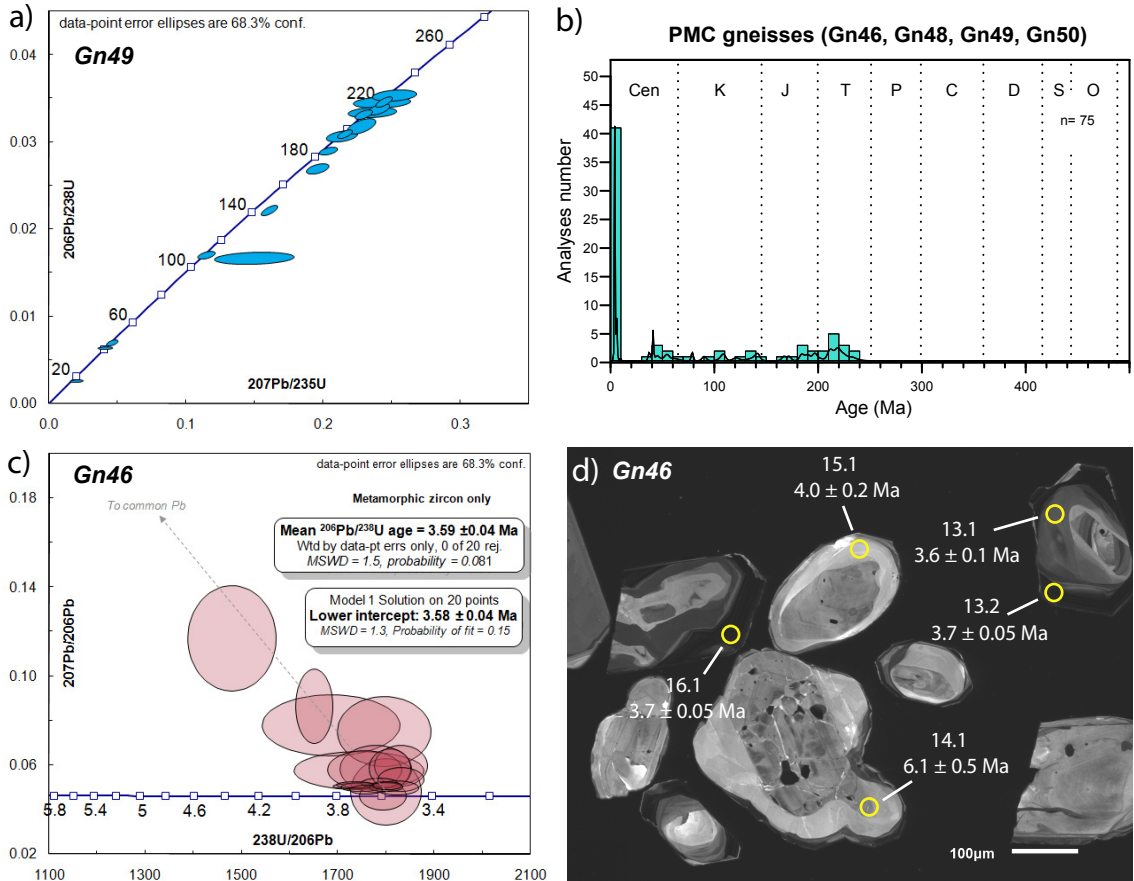 a)
data-point error ellipses are 68.3% conf.
Gn49
0.04
0.03
0.02
0.01
0.00
206Pb/238U
260
220
180
140
100
60
20
207Pb/235U
0.0
0.1
0.2
0.3
b)
PMC gneisses (Gn46, Gn48, Gn49, Gn50)
Cen K J T P C D S O
n= 75
50
45
40
35
30
25
20
15
10
5
0
Analyses number
0 100 200 300 400
Age (Ma)
c)
Gn46
data-point error ellipses are 68.3% conf.
Metamorphic zircon only
To common Pb
Mean 206Pb/238U age = 3.59 ±0.04 Ma
Wtd by data-pt errs only, 0 of 20 rej.
MSWD = 1.5, probability = 0.081
Model 1 Solution on 20 points
Lower intercept: 3.58 ± 0.04 Ma
MSWD = 1.3, Probability of fit = 0.15
0.18
0.14
0.10
0.06
0.02
207Pb/206Pb
5.8 5.4 5 4.6 4.2 3.8 3.4
238U/206Pb
1100 1300 1500 1700 1900 2100
d)
Gn46
15.1
4.0 ± 0.2 Ma
13.1
3.6 ± 0.1 Ma
13.2
3.7 ± 0.05 Ma
16.1
3.7 ± 0.05 Ma
14.1
6.1 ± 0.5 Ma
100µm